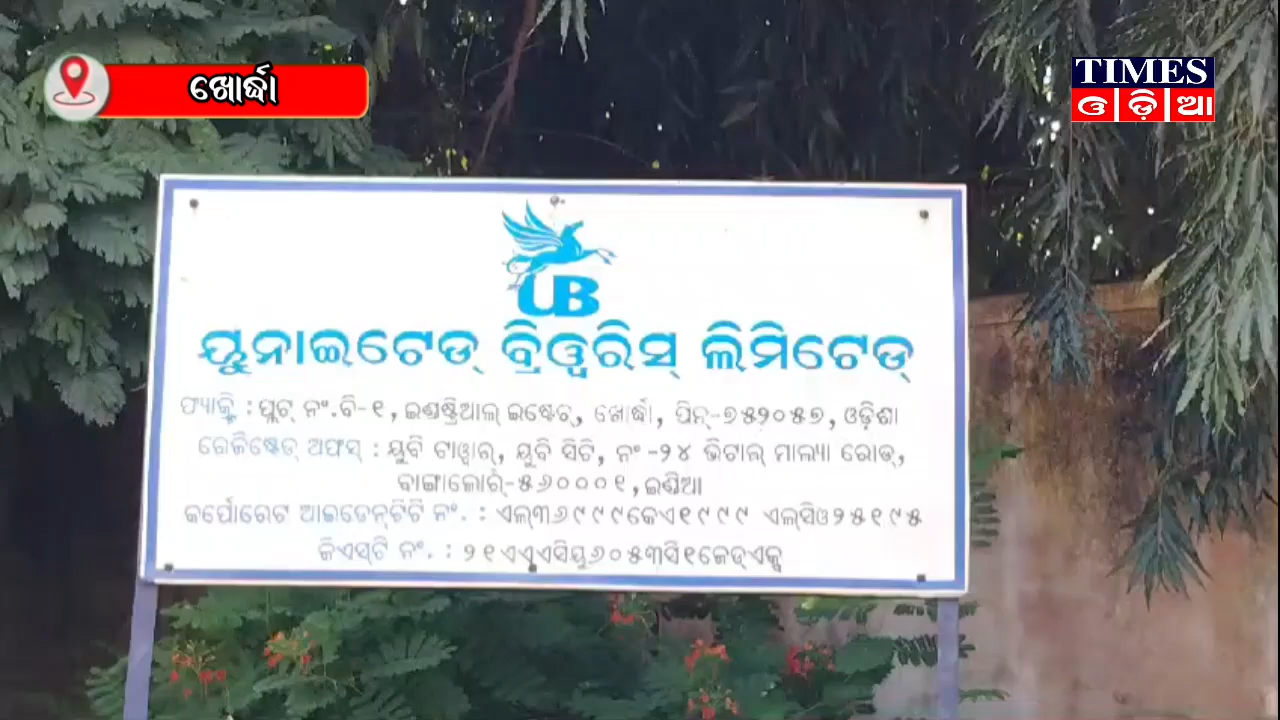 ଖୋର୍ଦ୍ଧା
TIMES
ଓଡ଼ିଆ
UB
ୟୁନାଇଟେଡ୍ ବ୍ରିୱ୍ୱରିସ୍ ଲିମିଟେଡ୍
ଫ୍ୟାକ୍ଟ୍ରି : ପ୍ଲଟ୍ ନଂ.ବି-୧, ଇଣ୍ଡଷ୍ଟ୍ରିଆଲ୍ ଇଷ୍ଟେଟ୍, ଖୋର୍ଦ୍ଧା, ପିନ୍-୭୫୨୦୫୭, ଓଡ଼ିଶା
ରେଜିଷ୍ଟେଡ୍ ଅଫିସ୍ : ୟୁବି ଟାୱାର୍, ୟୁବି ସିଟି, ନଂ -୨୪ ଭିଟାଲ୍ ମାଲ୍ୟା ରୋଡ୍,
ବାଙ୍ଗାଲୋର୍-୫୬୦୦୦୧, ଇଣ୍ଡିଆ
କର୍ପୋରେଟ ଆଇଡେନ୍‌ଟିଟି ନଂ. : ଏଲ୍‌୩୬୯୯୯କେଏ୧୯୯୯ ଏଲ୍‌ସିଓ୨୫୧୯୫
ଜିଏସ୍‌ଟି ନଂ. : ୨୧ଏଏଏସିୟୁ୬୦୫୩ସି୧ଜେଡ୍‌ଏକ୍ସ